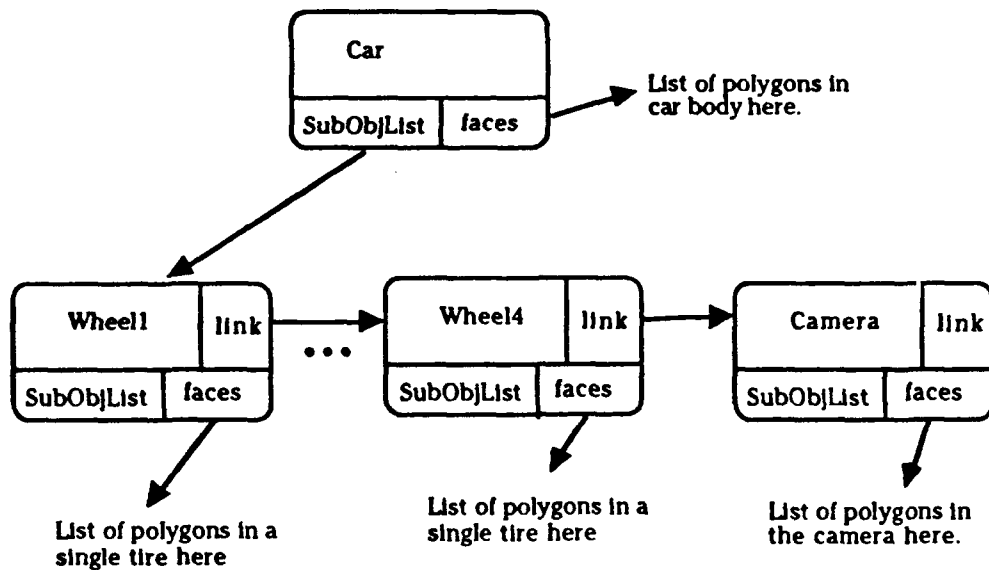 Car
SubObjList faces
List of polygons in
car body here.
Wheel1 link
SubObjList faces
•••
Wheel4 link
SubObjList faces
Camera link
SubObjList faces
List of polygons in a
single tire here
List of polygons in a
single tire here
List of polygons in
the camera here.